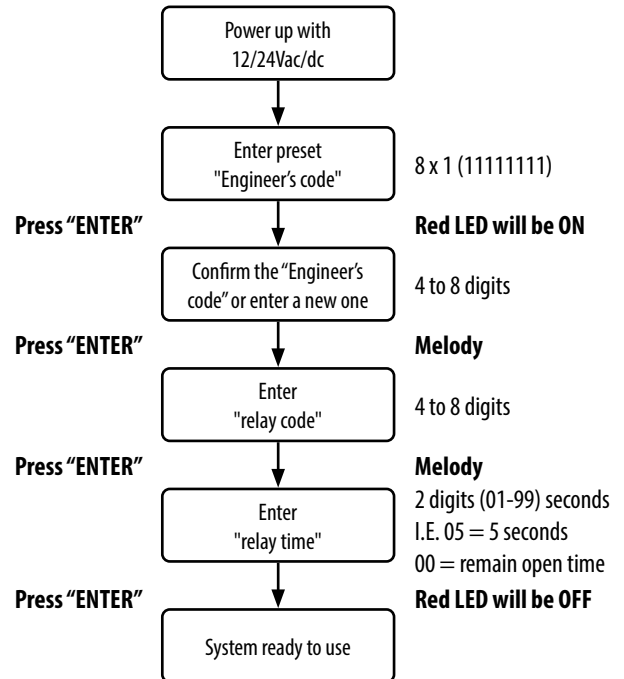 Power up with
12/24Vac/dc
Enter preset
"Engineer's code"
8 x 1 (11111111)
Press “ENTER”
Red LED will be ON
Confirm the “Engineer’s
code” or enter a new one
4 to 8 digits
Press “ENTER”
Melody
Enter
"relay code"
4 to 8 digits
Press “ENTER”
Melody
Enter
"relay time"
2 digits (01-99) seconds
I.E. 05 = 5 seconds
00 = remain open time
Press “ENTER”
Red LED will be OFF
System ready to use